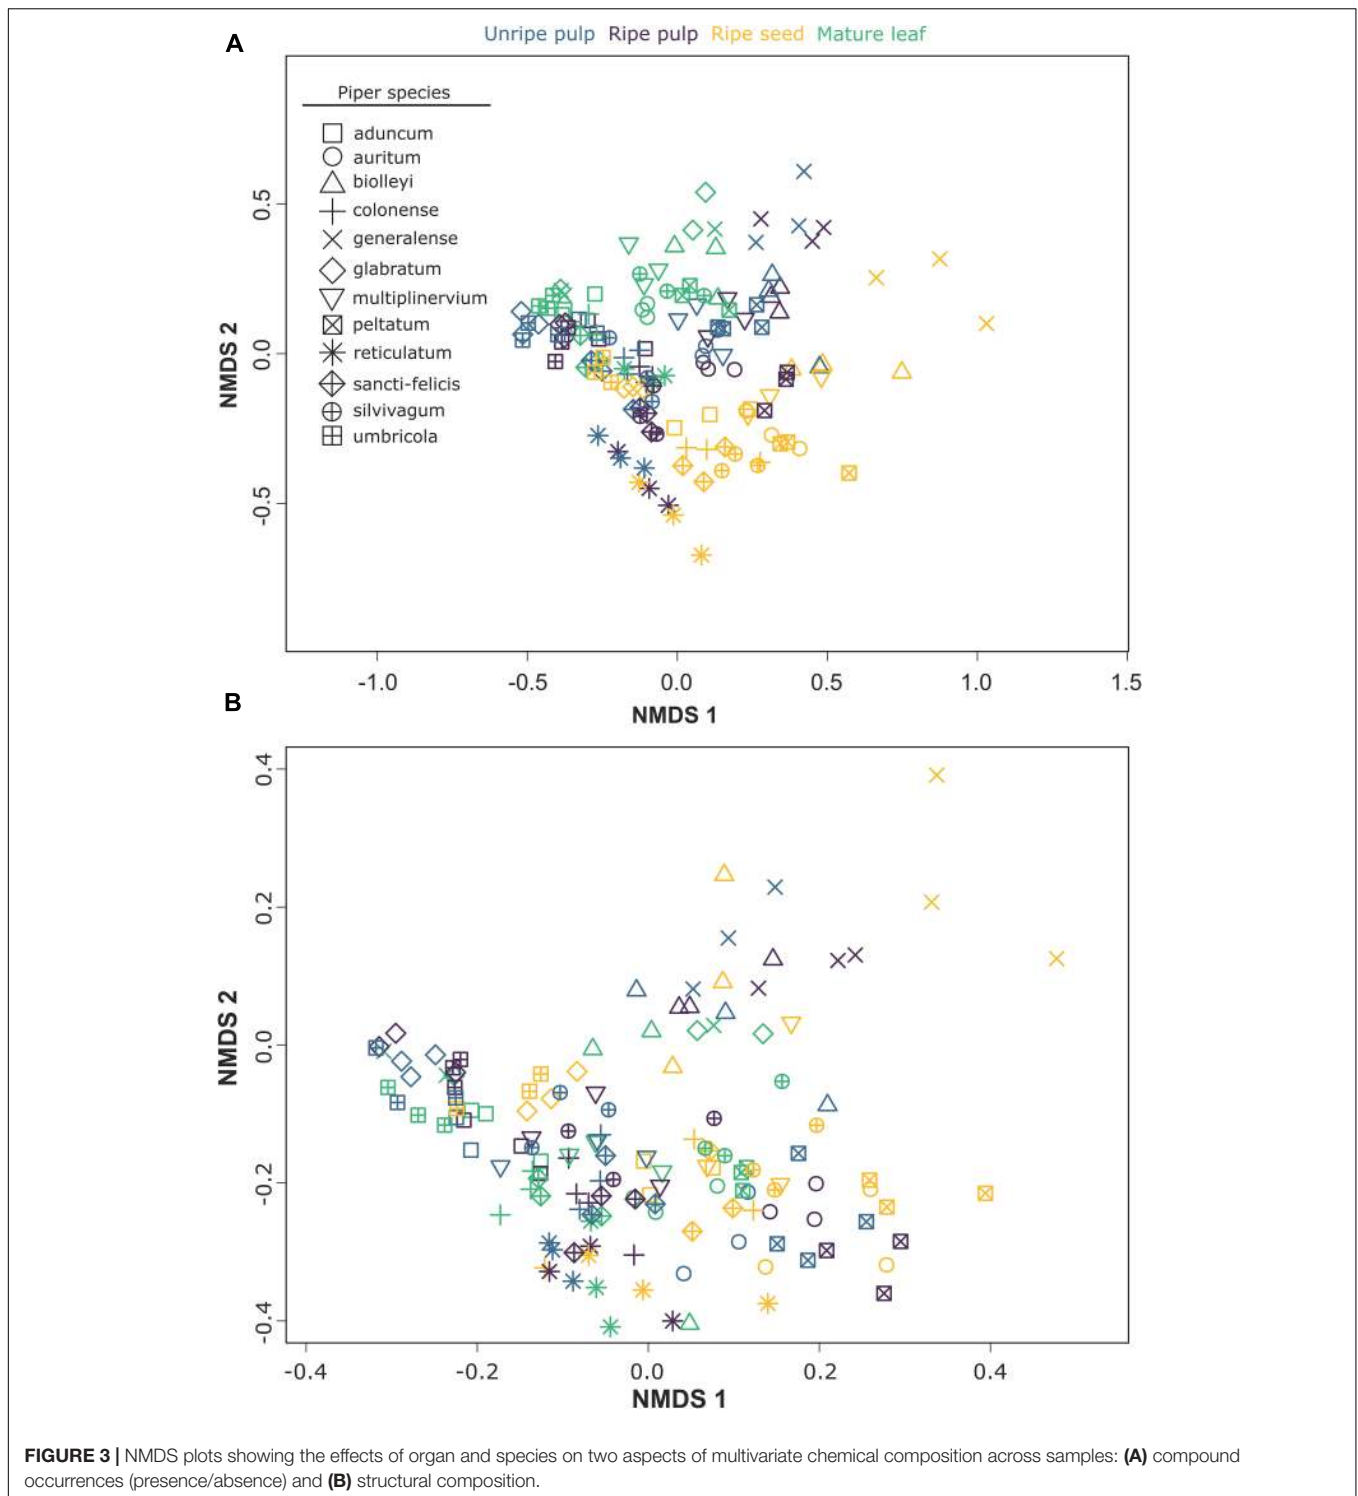 Unripe pulp Ripe pulp Ripe seed Mature leaf
A
Piper species
aduncum
auritum
biolleyi
colonense
generalense
glabratum
multiplinervium
peltatum
reticulatum
sancti-felicis
silvivagum
umbricola
NMDS 2
0.5
0.0
-0.5
-1.0 -0.5 0.0 0.5 1.0 1.5
NMDS 1
B
NMDS 2
0.4
0.2
0.0
-0.2
-0.4
-0.4 -0.2 0.0 0.2 0.4
NMDS 1
FIGURE 3 | NMDS plots showing the effects of organ and species on two aspects of multivariate chemical composition across samples: (A) compound
occurrences (presence/absence) and (B) structural composition.